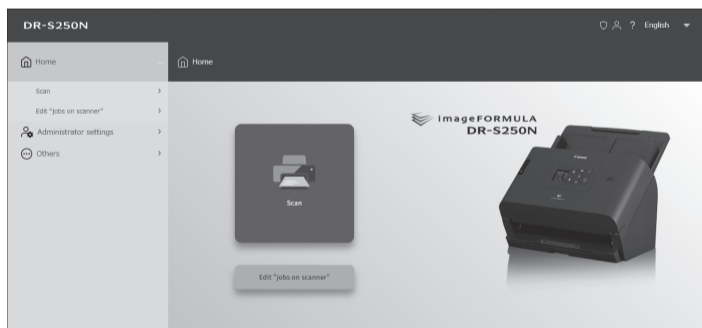 DR-S250N
? English
Home
Home
Scan
Edit "jobs on scanner"
Administrator settings
Others
imageFORMULA
DR-S250N
Canon
Scan
Edit "jobs on scanner"